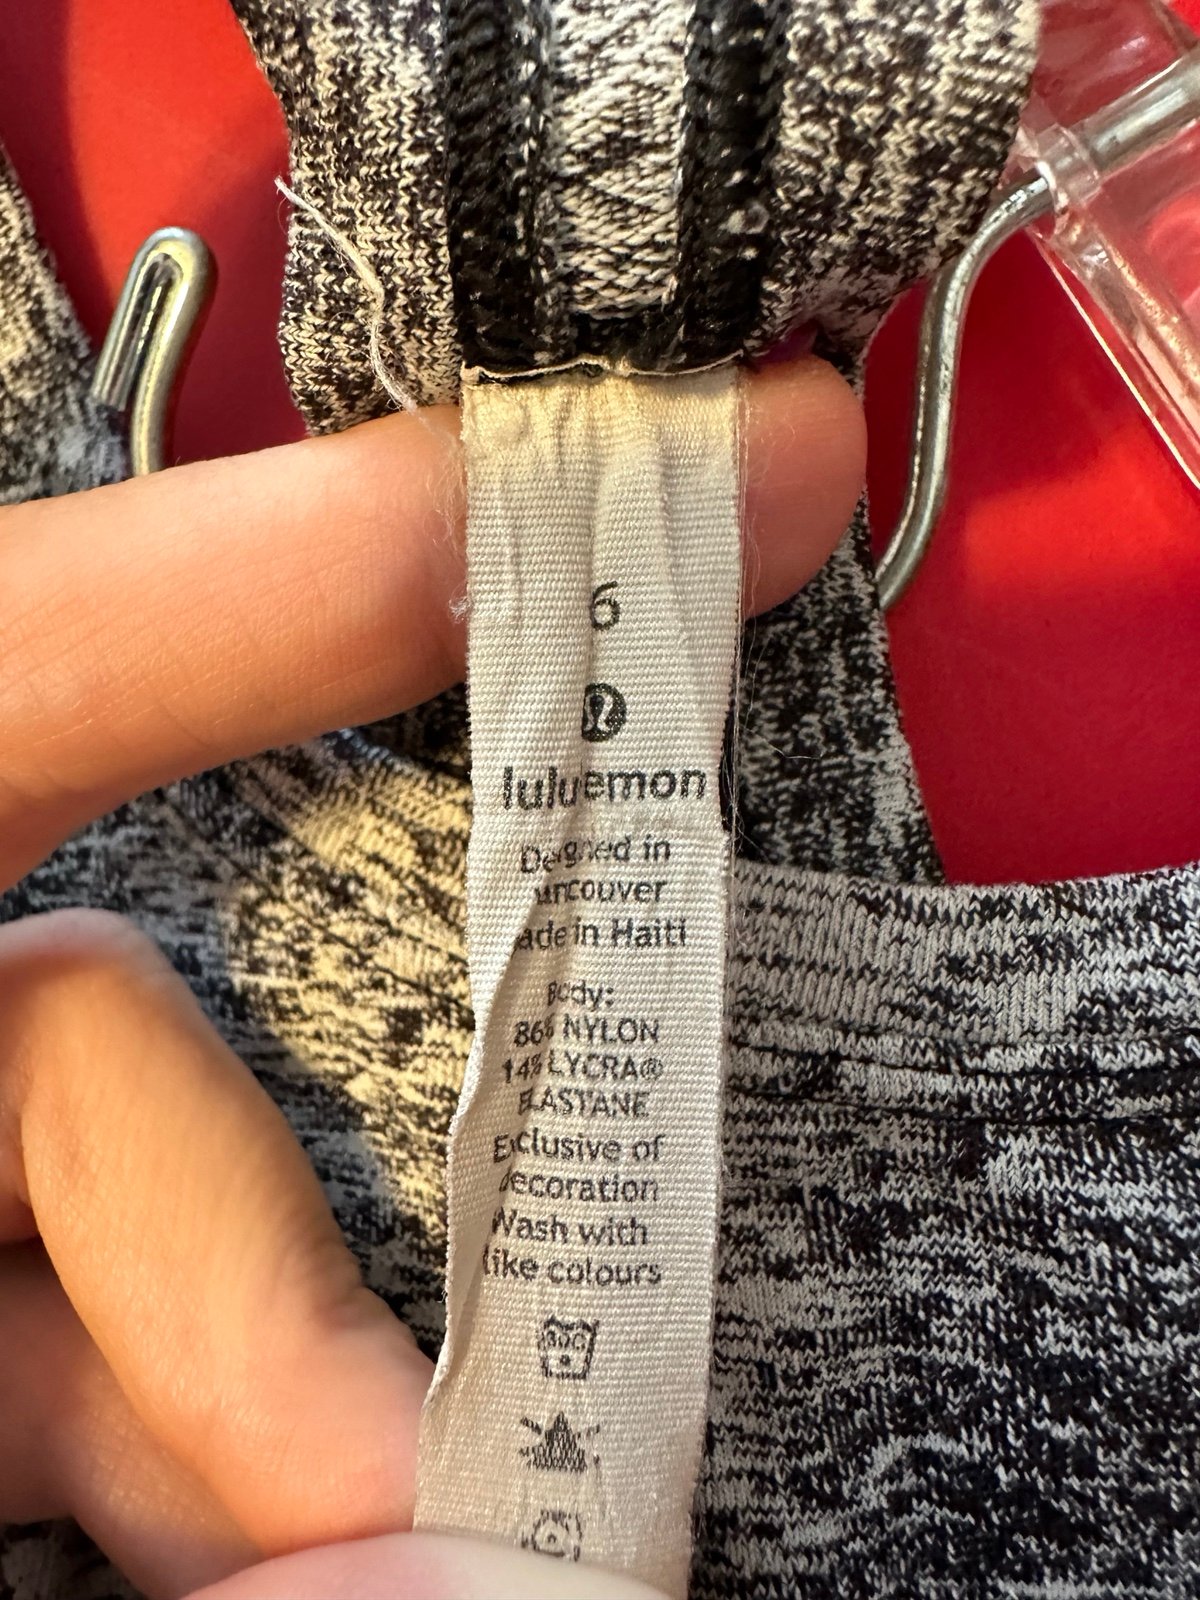 6
lululemon
Designed in
Vancouver
Made in Haiti
Body:
86% NYLON
14% LYCRA®
ELASTANE
Exclusive of
decoration
Wash with
like colours
30C